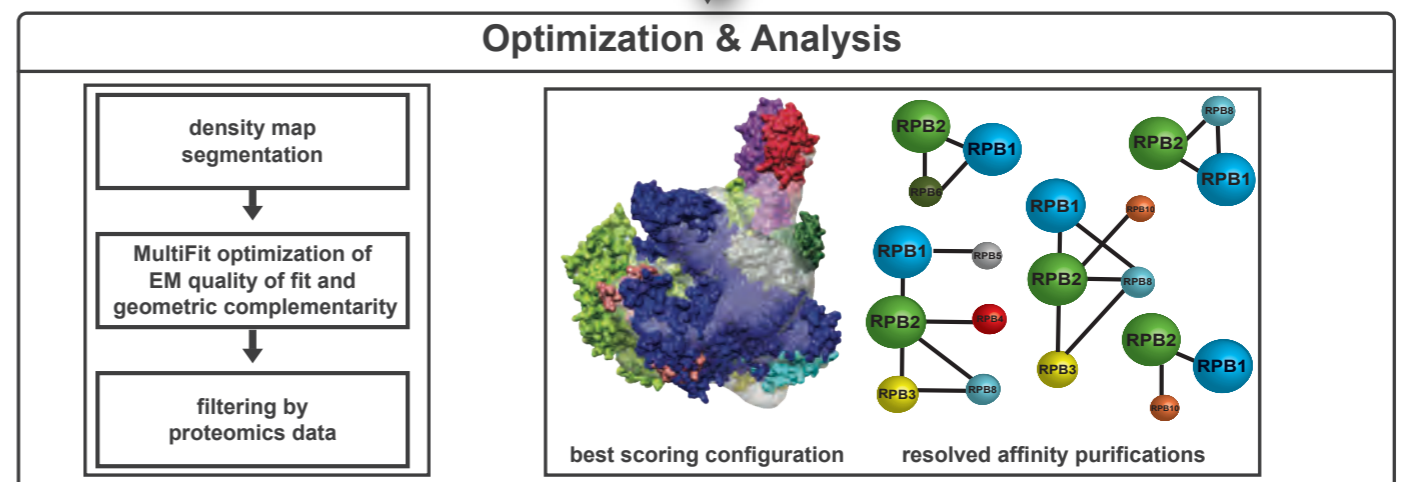 Optimization & Analysis
density map
segmentation
MultiFit optimization of
EM quality of fit and
geometric complementarity
filtering by
proteomics data
RPB2
RPB1
RPB6
RPB8
RPB2
RPB1
RPB1
RPB5
RPB2
RPB4
RPB3
RPB8
RPB1
RPB10
RPB2
RPB8
RPB3
RPB2
RPB1
RPB10
best scoring configuration
resolved affinity purifications